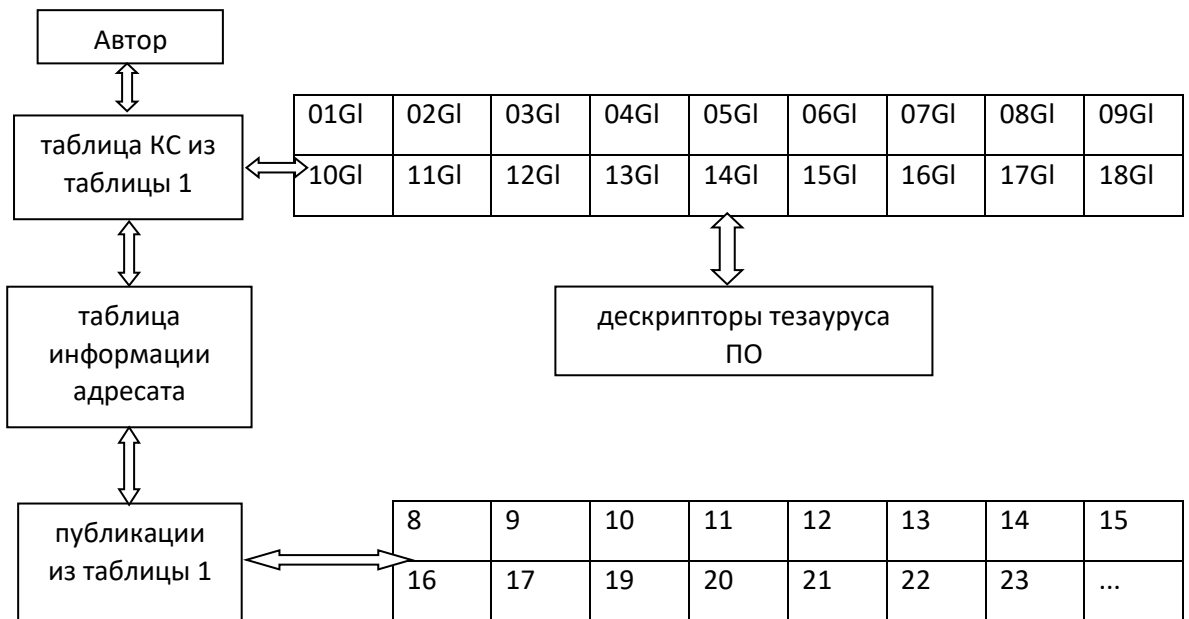 Автор
таблица КС из
таблицы 1
01Gl 02Gl 03Gl 04Gl 05Gl 06Gl 07Gl 08Gl 09Gl
10Gl 11Gl 12Gl 13Gl 14Gl 15Gl 16Gl 17Gl 18Gl
таблица
информации
адресата
дескрипторы тезауруса
ПО
публикации
из таблицы 1
8 9 10 11 12 13 14 15
16 17 19 20 21 22 23 ...